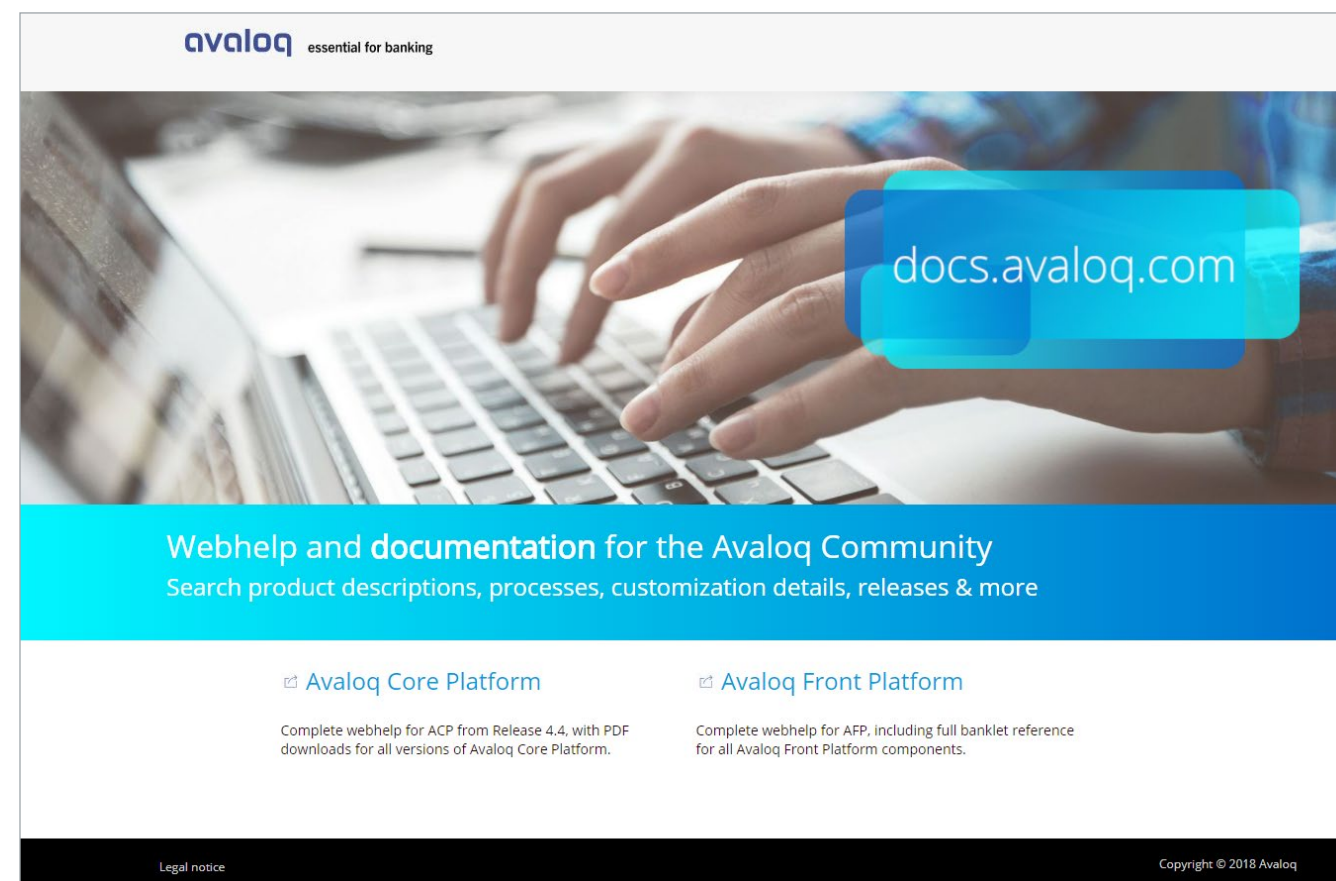 avaloq essential for banking
docs.avaloq.com
Webhelp and documentation for the Avaloq Community
Search product descriptions, processes, customization details, releases & more
Avaloq Core Platform
Complete webhelp for ACP from Release 4.4, with PDF
downloads for all versions of Avaloq Core Platform.
Avaloq Front Platform
Complete webhelp for AFP, including full banklet reference
for all Avaloq Front Platform components.
Legal notice
Copyright © 2018 Avaloq